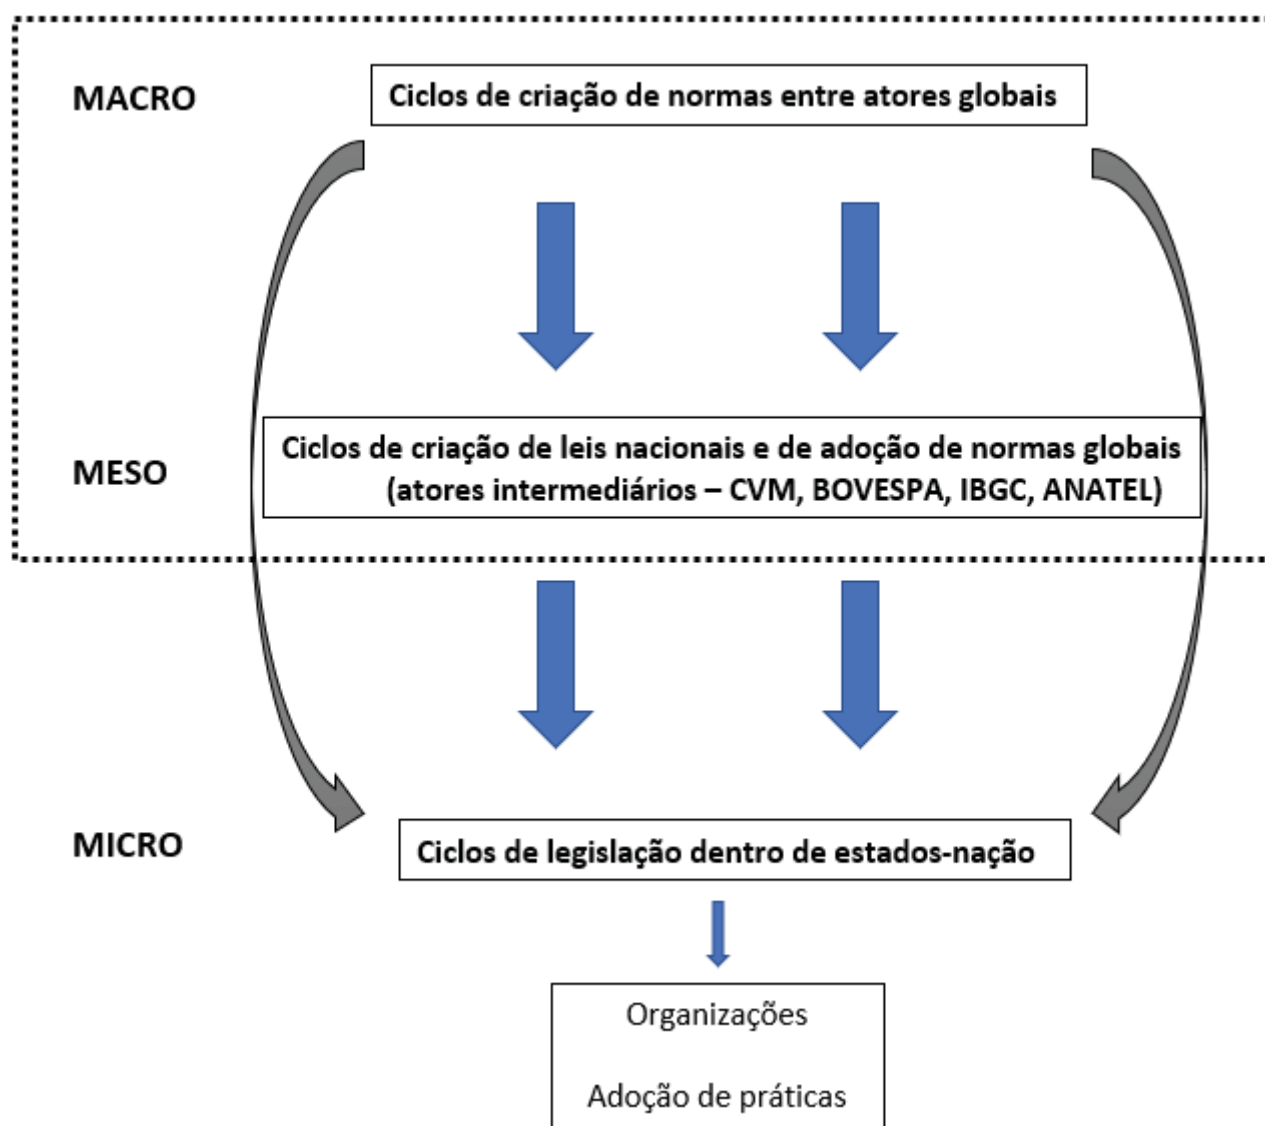 MACRO
Ciclos de criação de normas entre atores globais
MESO
Ciclos de criação de leis nacionais e de adoção de normas globais
(atores intermediários – CVM, BOVESPA, IBGC, ANATEL)
MICRO
Ciclos de legislação dentro de estados-nação
Organizações
Adoção de práticas